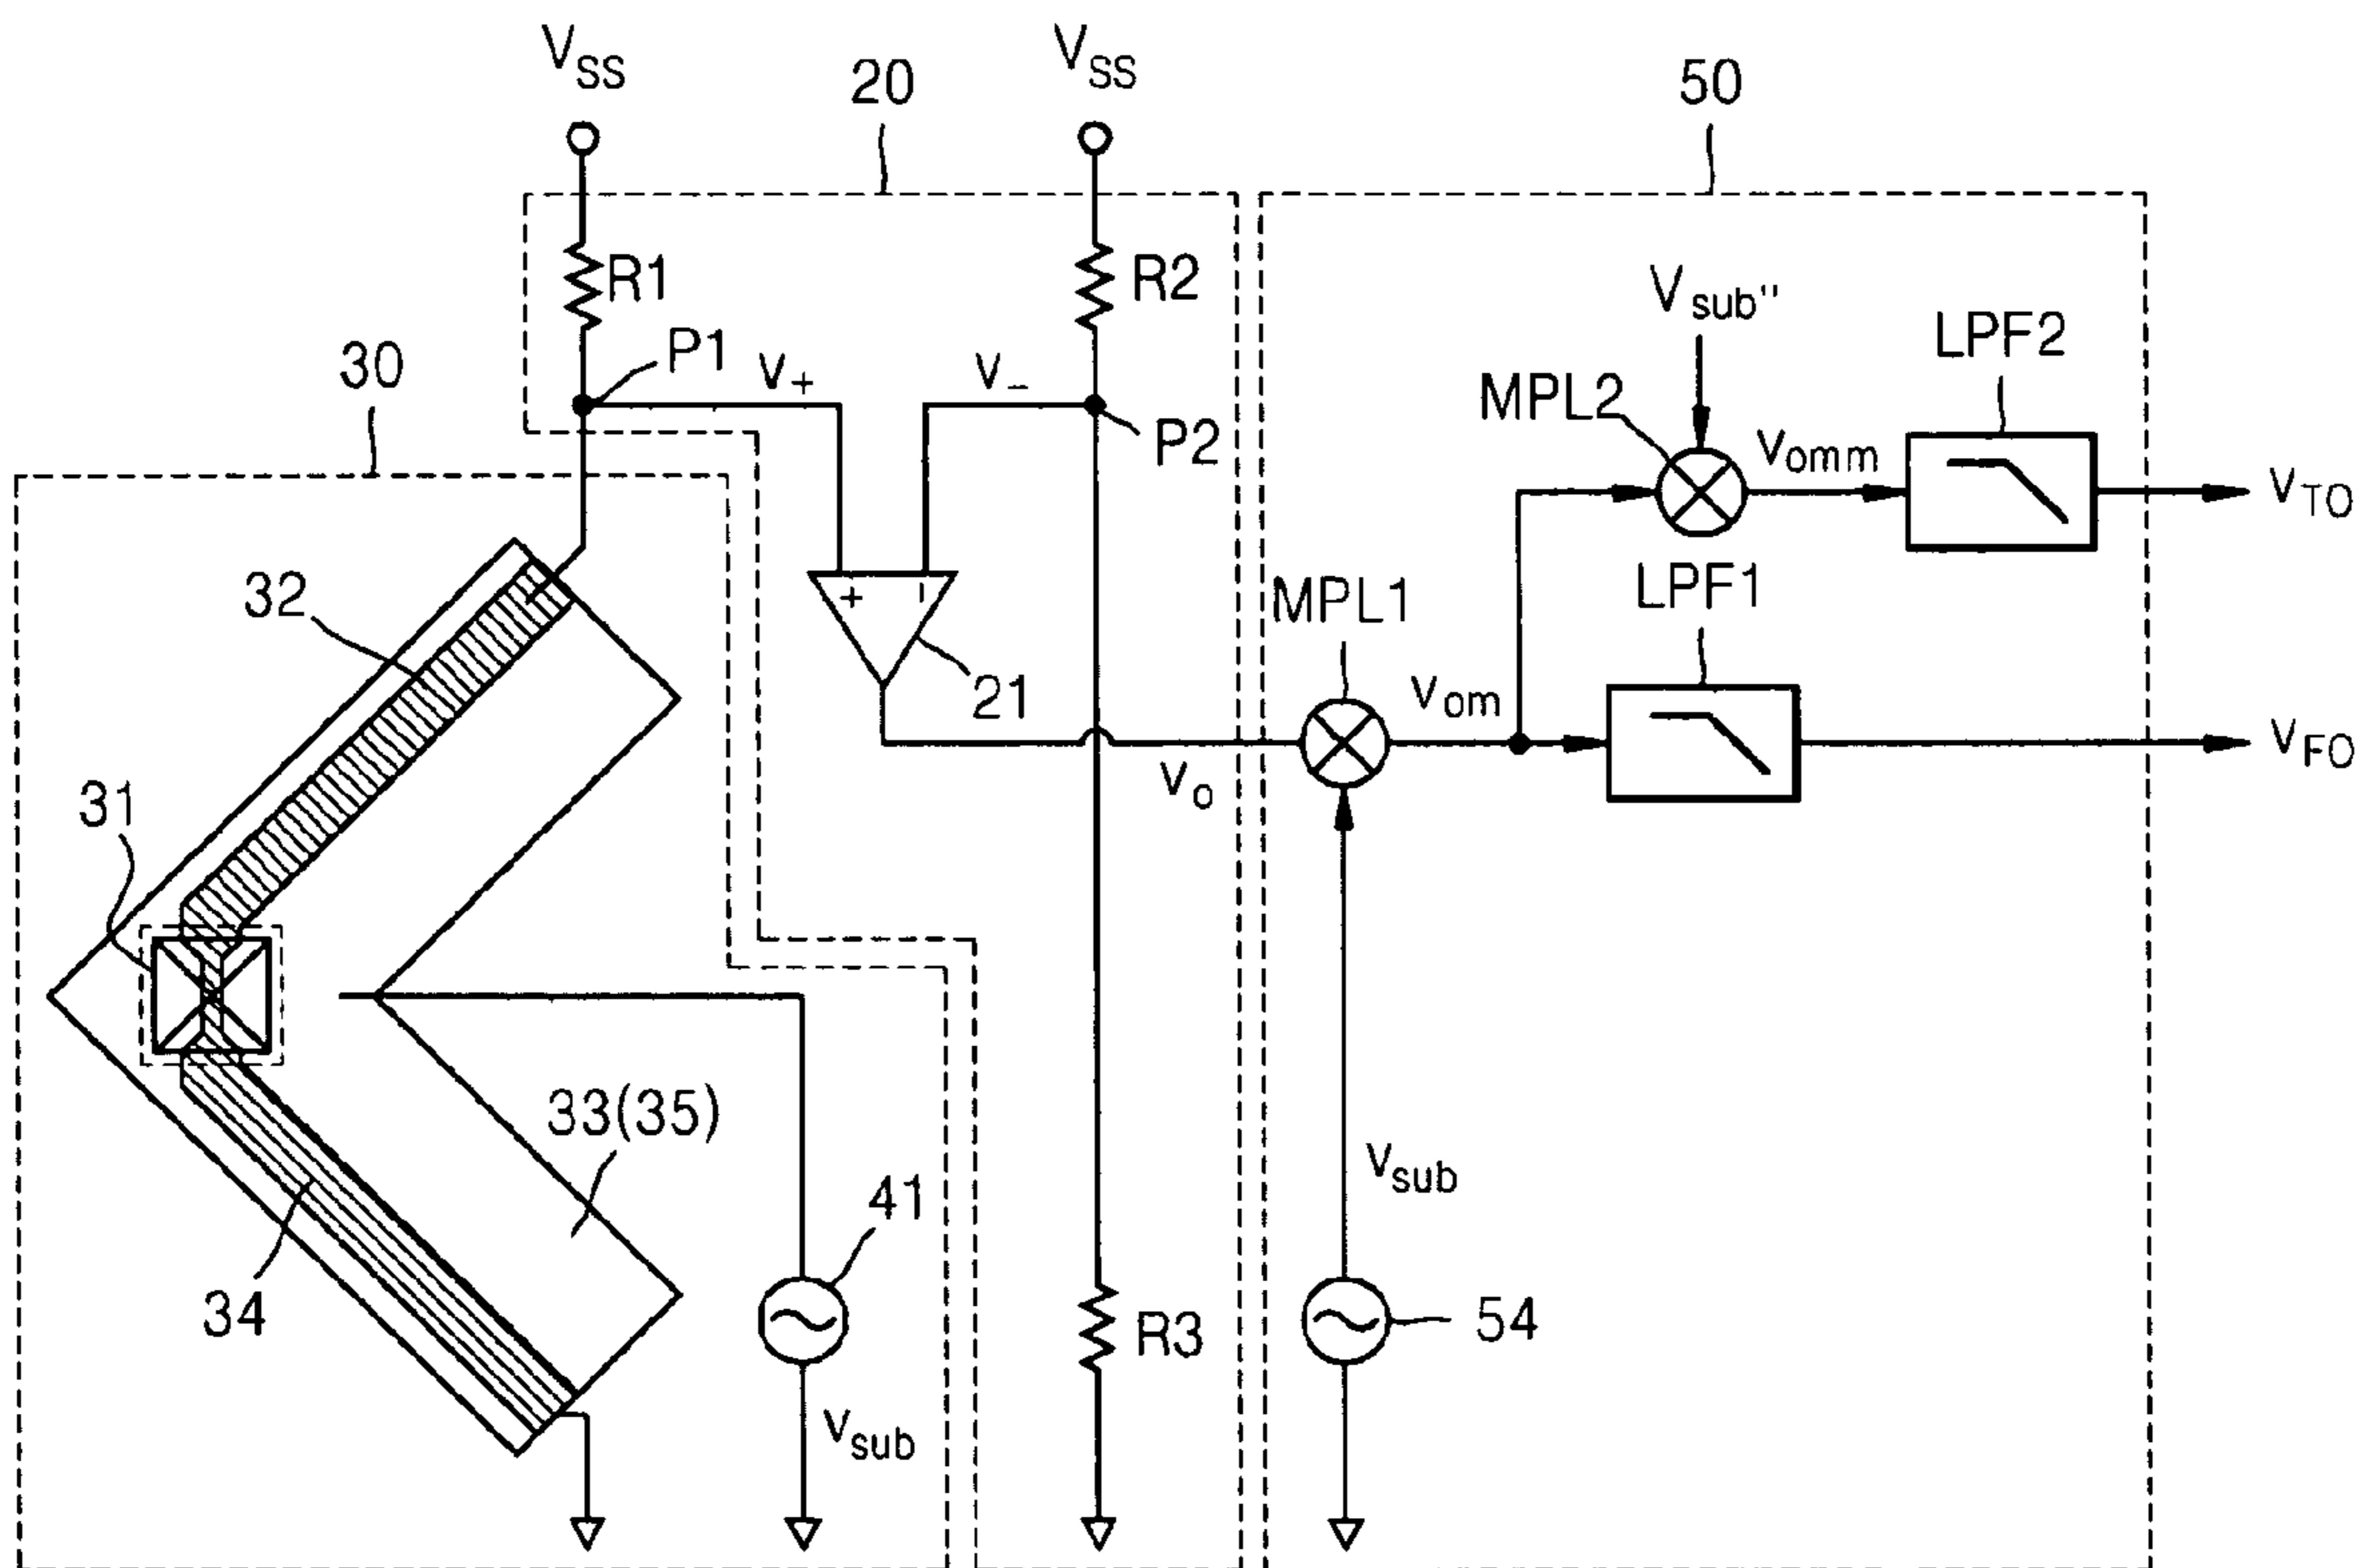 VSS
20
VSS
50
R1
R2
Vsub"
LPF2
30
P1
V+
V−
MPL2
P2
Vomm
VTO
32
+
−
MPL1
LPF1
21
Vom
31
Vo
VFO
33(35)
41
Vsub
34
R3
54
Vsub